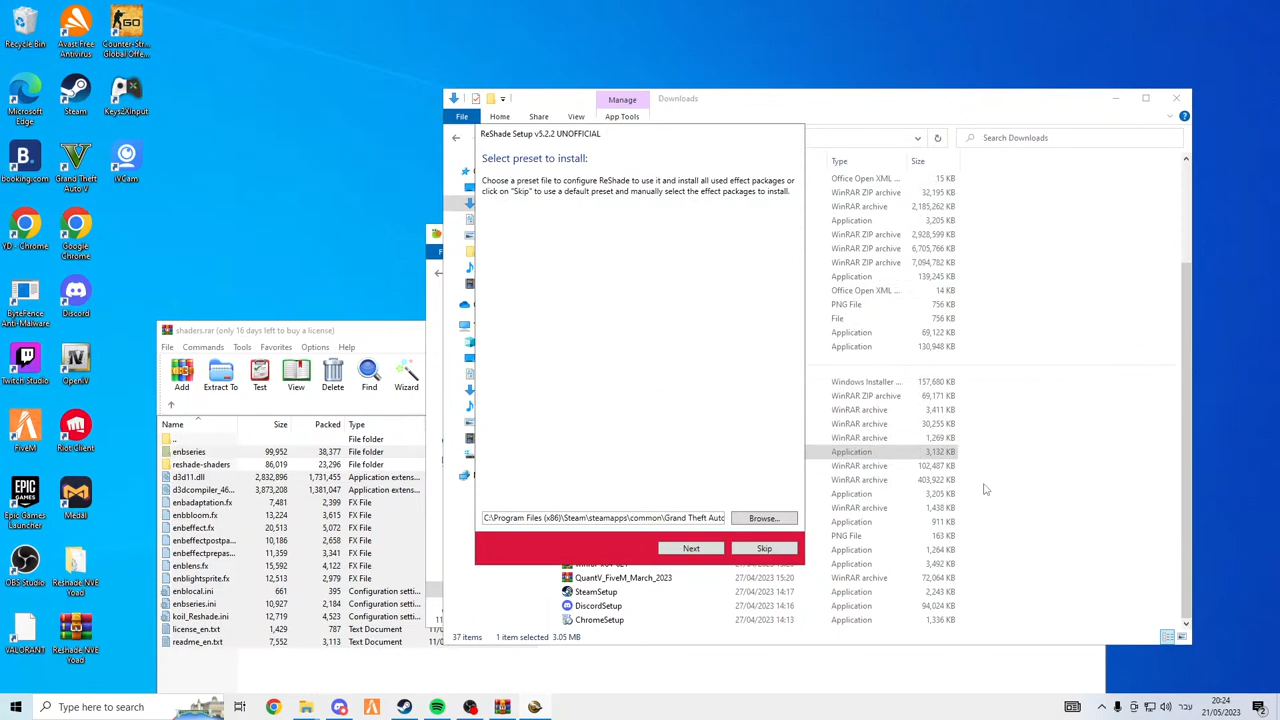 Recycle Bin
Avast Free
Antivirus
Counter-Str...
Global Offe...
Microsoft
Edge
Steam
Keys2XInput
booking.com
Grand Theft
Auto V
iVCam
YD - Chrome
Google
Chrome
ByteFence
Anti-Malware
Discord
Twitch Studio
OpenIV
FiveM
Riot Client
Epic Games
Launcher
Medal
OBS Studio
Reshade NVE
Yoad
VALORANT
Reshade NVE
Yoad
shaders.rar (only 16 days left to buy a license)
File Commands Tools Favorites Options Help
Add Extract To Test View Delete Find Wizard
Name Size Packed Type
.. File folder
enbseries 99,952 38,377 File folder
reshade-shaders 86,019 23,296 File folder
d3d11.dll 2,832,896 1,731,455 Application extens...
d3dcompiler_46... 3,873,208 1,381,047 Application extens...
enbadaptation.fx 7,481 2,399 FX File
enbbloom.fx 20,513 5,072 FX File
enbeffect.fx 20,513 5,072 FX File
enbeffectpostpa... 11,186 2,658 FX File
enbeffectprepas... 11,359 3,341 FX File
enblens.fx 15,592 4,122 FX File
enblightsprite.fx 12,513 2,979 FX File
enblocal.ini 661 395 Configuration setti...
enbseries.ini 10,927 2,184 Configuration setti...
koil_Reshade.ini 12,719 4,523 Configuration setti...
license_en.txt 1,429 787 Text Document
readme_en.txt 7,552 3,113 Text Document
Manage Downloads
File Home Share View App Tools
Search Downloads
Type Size
Office Open XML ... 15 KB
WinRAR ZIP archive 32,195 KB
WinRAR archive 2,185,262 KB
Application 3,205 KB
WinRAR ZIP archive 2,928,599 KB
WinRAR ZIP archive 6,705,766 KB
WinRAR ZIP archive 7,094,782 KB
Application 139,245 KB
Office Open XML ... 14 KB
PNG File 756 KB
File 756 KB
Application 69,122 KB
Application 130,948 KB
Windows Installer ... 157,680 KB
WinRAR ZIP archive 69,171 KB
WinRAR archive 3,411 KB
WinRAR archive 30,255 KB
WinRAR archive 1,269 KB
Application 3,132 KB
WinRAR archive 102,487 KB
WinRAR archive 403,922 KB
Application 3,205 KB
WinRAR archive 1,438 KB
Application 911 KB
PNG File 163 KB
Application 1,264 KB
Application 3,492 KB
QuantV_FiveM_March_2023 27/04/2023 15:20 WinRAR archive 72,064 KB
SteamSetup 27/04/2023 14:17 Application 2,243 KB
DiscordSetup 27/04/2023 14:16 Application 94,024 KB
ChromeSetup 27/04/2023 14:13 Application 1,336 KB
37 items 1 item selected 3.05 MB
ReShade Setup v5.2.2 UNOFFICIAL
Select preset to install:
Choose a preset file to configure ReShade to use it and install all used effect packages or
click on "Skip" to use a default preset and manually select the effect packages to install.
C:\Program Files (x86)\Steam\steamapps\common\Grand Theft Auto
Browse...
Next Skip
Type here to search
עבר
20:24
21/05/2023
2